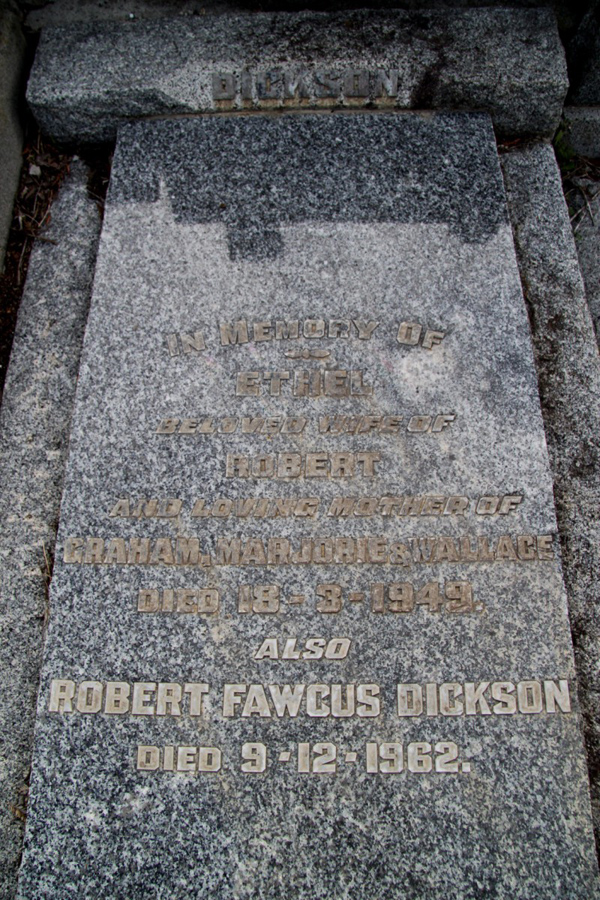 DICKSON
IN MEMORY OF
ETHEL
BELOVED WIFE OF
ROBERT
AND LOVING MOTHER OF
GRAHAM, MARJORIE & WALLACE
DIED 18-3-1949.
ALSO
ROBERT FAWCUS DICKSON
DIED 9-12-1962.